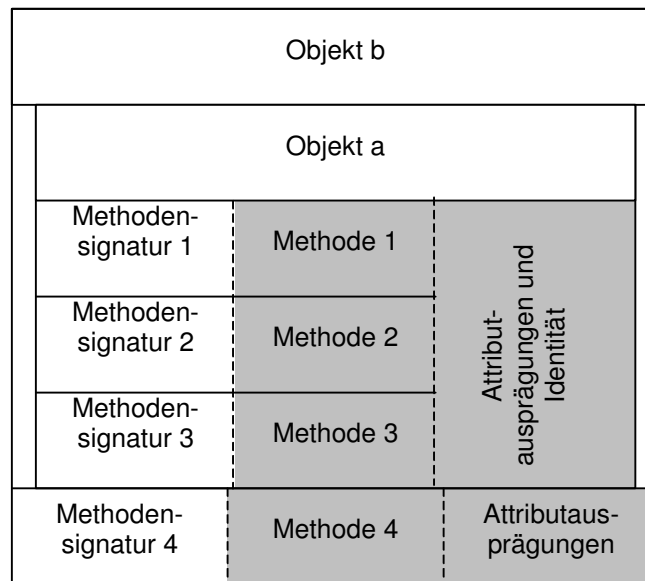 Objekt b
Objekt a
Methoden-
signatur 1
Methode 1
Methoden-
signatur 2
Methode 2
Methoden-
signatur 3
Methode 3
Attribut-
ausprägungen und
Identität
Methoden-
signatur 4
Methode 4
Attributaus-
prägungen